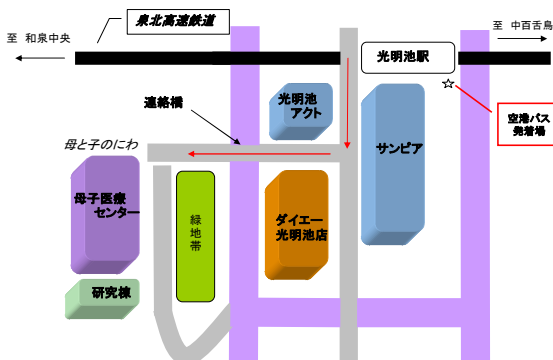 泉北高速鉄道
至 和泉中央
至 中百舌鳥
光明池駅
光明池
アクト
空港バス
発着場
連絡橋
サンピア
母と子のにわ
母子医療
センター
緑地帯
ダイエー
光明池店
研究棟